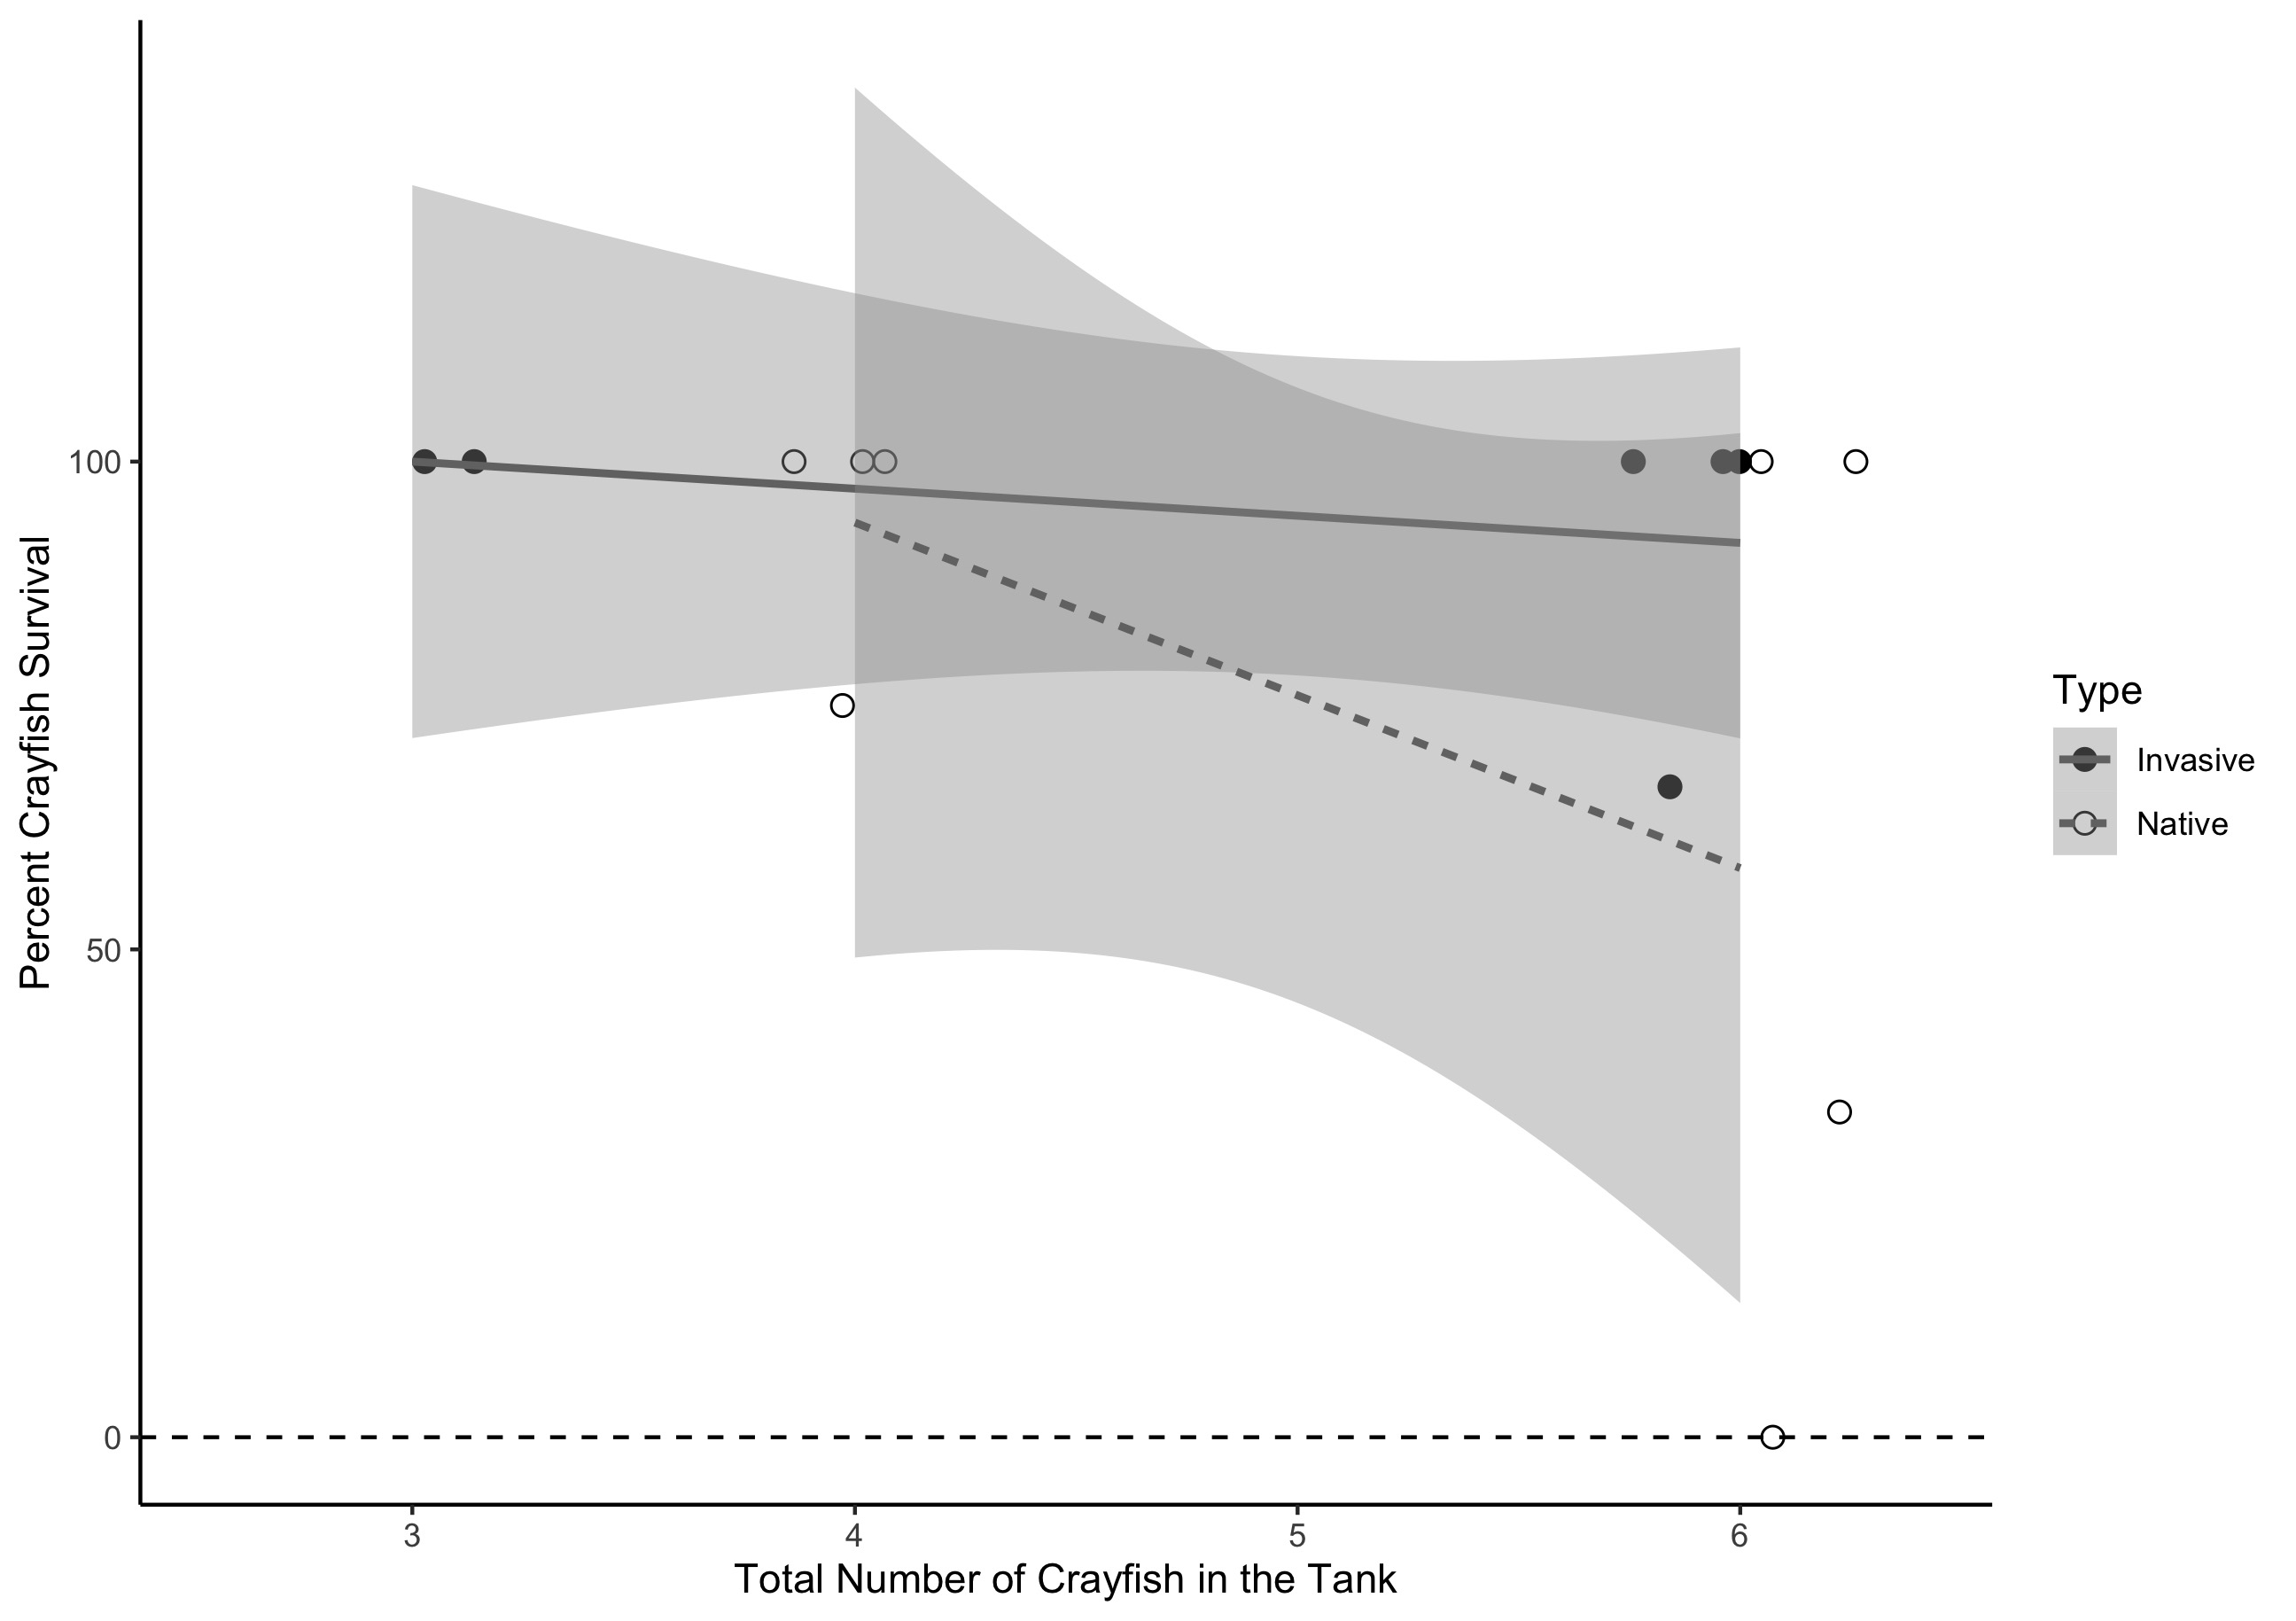 Percent Crayfish Survival
100
50
0
3 4 5 6
Total Number of Crayfish in the Tank
Type
Invasive
Native